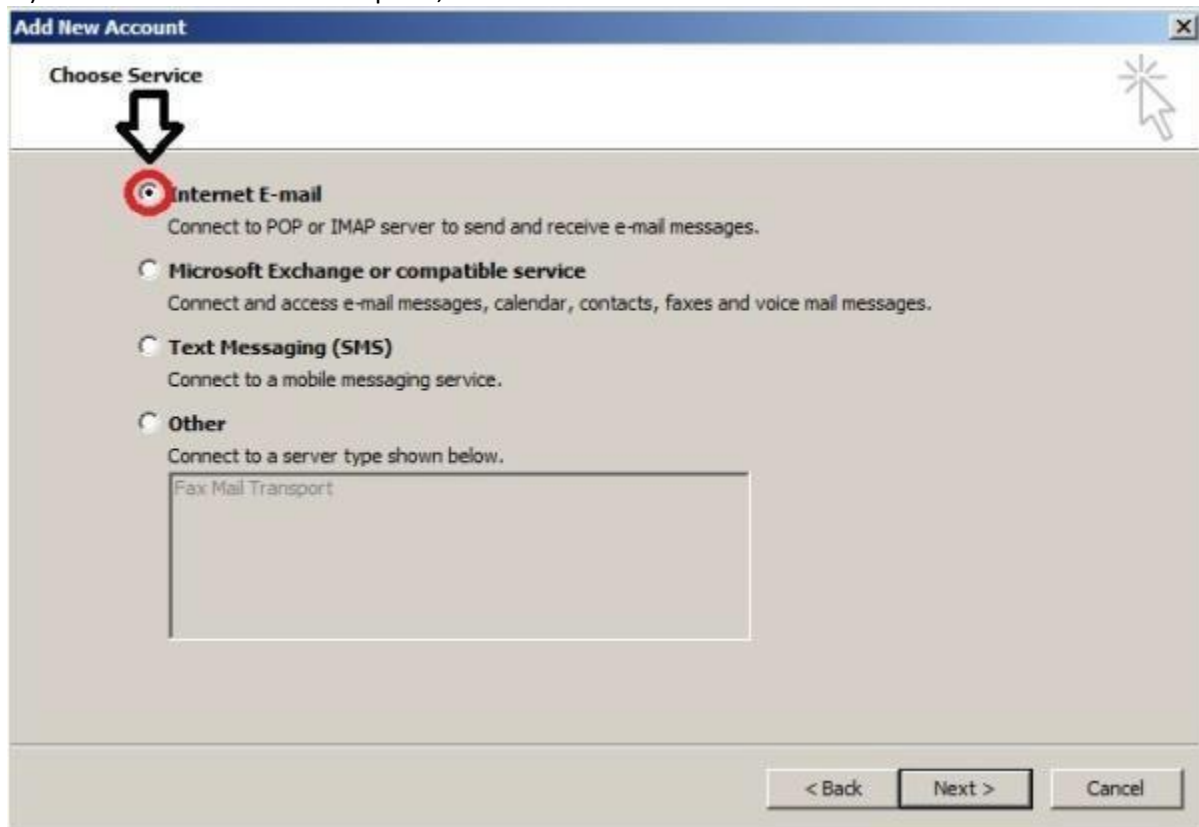 Add New Account
Choose Service
Internet E-mail
Connect to POP or IMAP server to send and receive e-mail messages.
Microsoft Exchange or compatible service
Connect and access e-mail messages, calendar, contacts, faxes and voice mail messages.
Text Messaging (SMS)
Connect to a mobile messaging service.
Other
Connect to a server type shown below.
Fax Mail Transport
< Back Next > Cancel